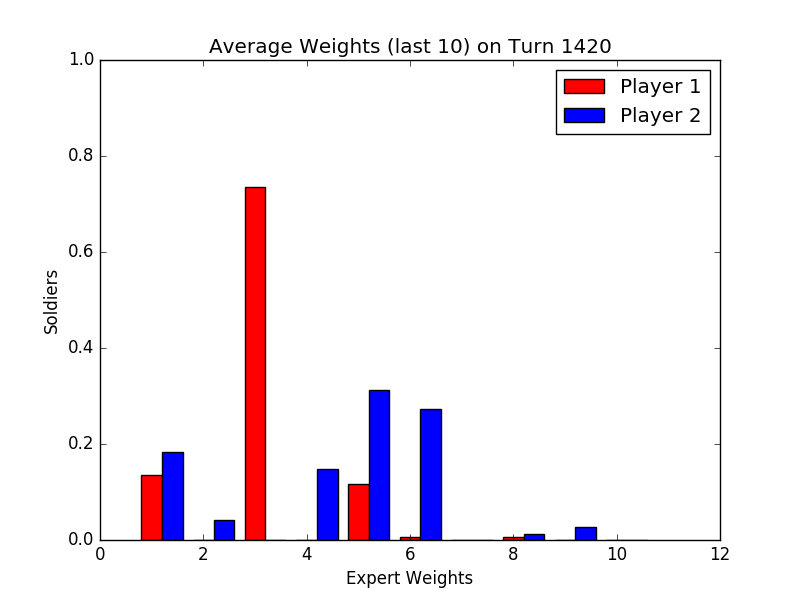 Average Weights (last 10) on Turn 1420
Player 1
Player 2
1.0
0.8
0.6
0.4
0.2
0.0
Soldiers
0 2 4 6 8 10 12
Expert Weights